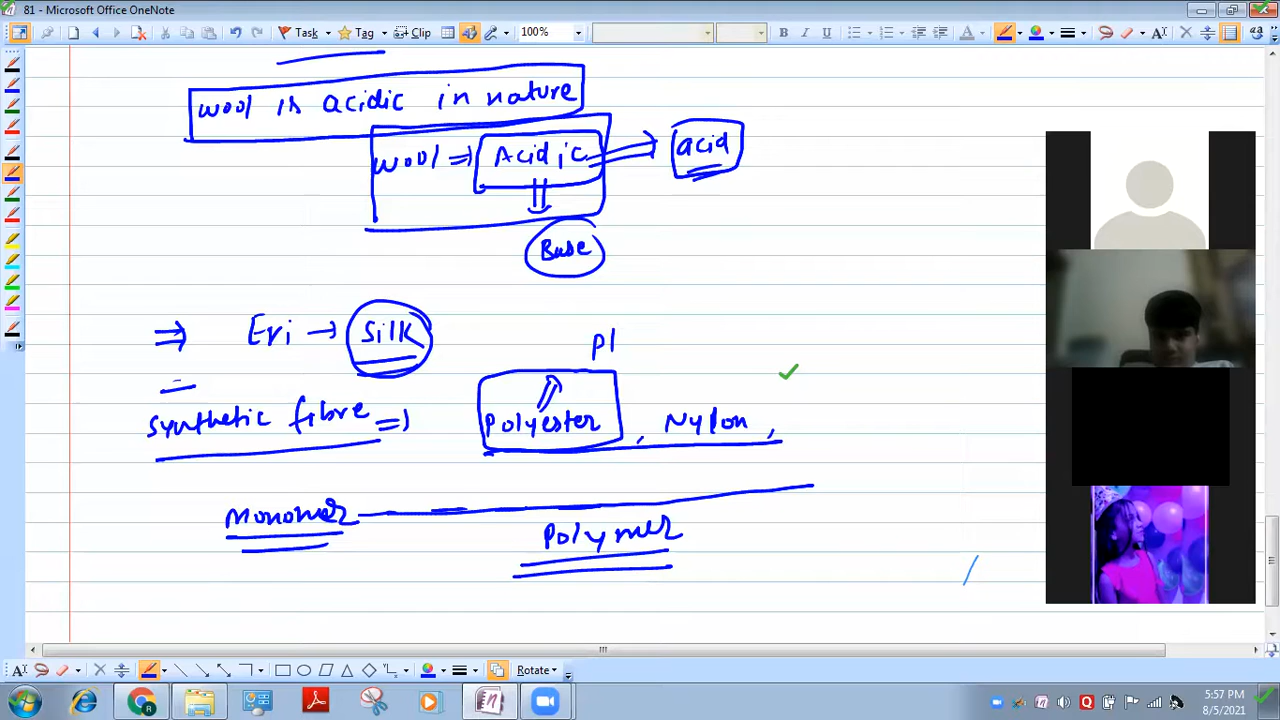 81 - Microsoft Office OneNote
Task Tag Clip 100% B I U
wool is acidic in nature
wool ⇒ Acidic ⇒ acid
Base
⇒ Eri → Silk
pl
synthetic fibre ⇒ Polyester , Nylon ,
monomer
Polymer
Rotate
5:57 PM
8/5/2021